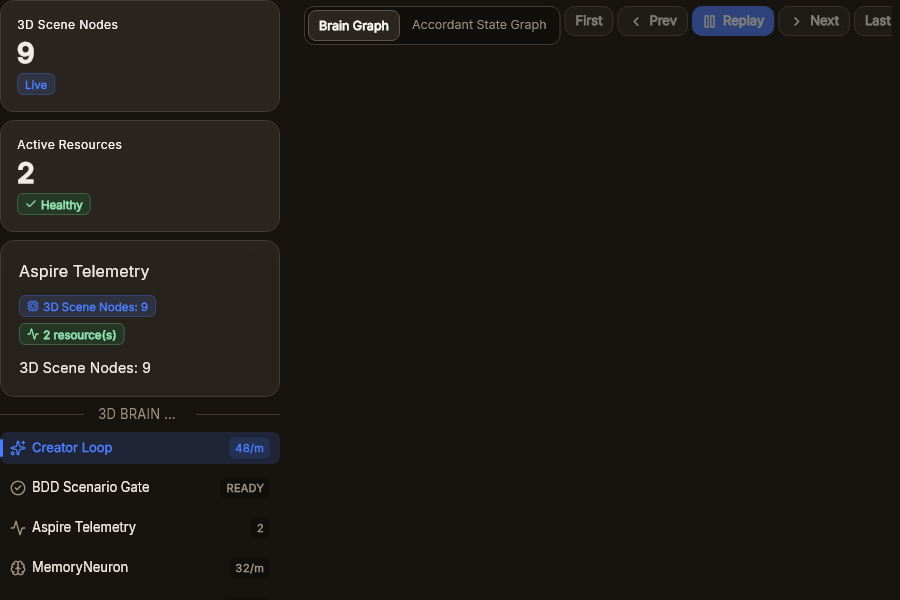 3D Scene Nodes
9
Live
Active Resources
2
Healthy
Aspire Telemetry
3D Scene Nodes: 9
2 resource(s)
3D Scene Nodes: 9
3D BRAIN ...
Creator Loop 48/m
BDD Scenario Gate READY
Aspire Telemetry 2
MemoryNeuron 32/m
Brain Graph Accordant State Graph First Prev Replay Next Last